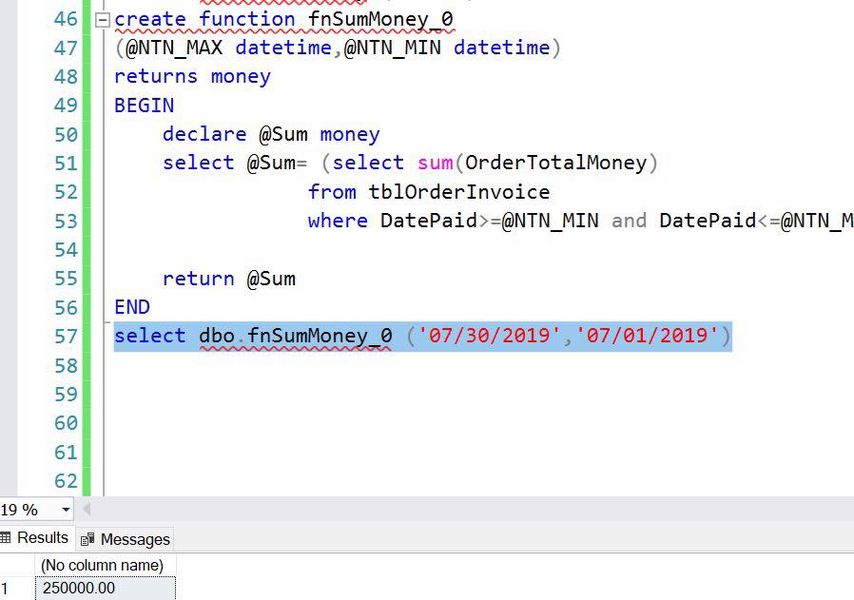 46 create function fnSumMoney_0
47 (@NTN_MAX datetime,@NTN_MIN datetime)
48 returns money
49 BEGIN
50 declare @Sum money
51 select @Sum= (select sum(OrderTotalMoney)
52 from tblOrderInvoice
53 where DatePaid>=@NTN_MIN and DatePaid<=@NTN_M
54
55 return @Sum
56 END
57 select dbo.fnSumMoney_0 ('07/30/2019','07/01/2019')
58
59
60
61
62
19 %
Results Messages
(No column name)
1 250000.00